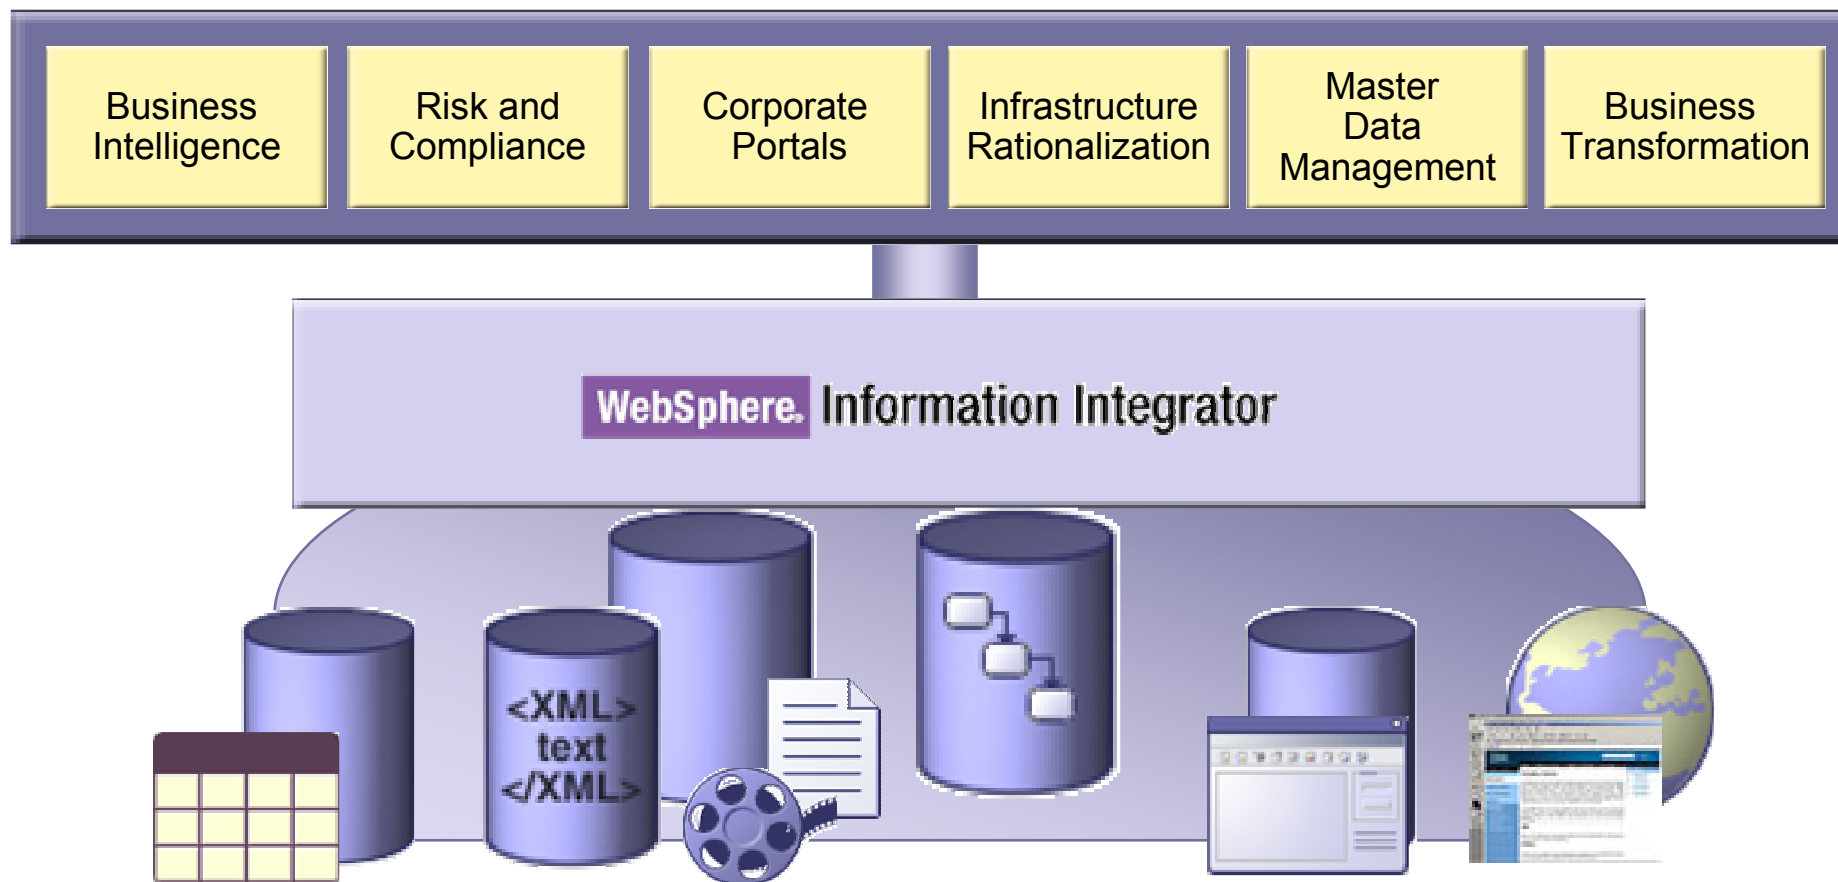 Business
Intelligence
Risk and
Compliance
Corporate
Portals
Infrastructure
Rationalization
Master
Data
Management
Business
Transformation
WebSphere. Information Integrator
<XML>
text
</XML>